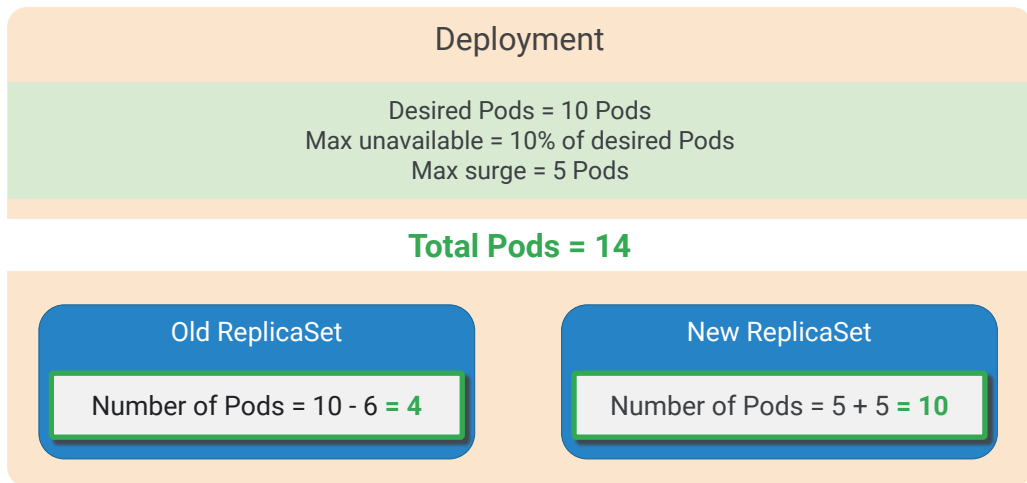 Deployment
Desired Pods = 10 Pods
Max unavailable = 10% of desired Pods
Max surge = 5 Pods
Total Pods = 14
Old ReplicaSet
Number of Pods = 10 - 6 = 4
New ReplicaSet
Number of Pods = 5 + 5 = 10